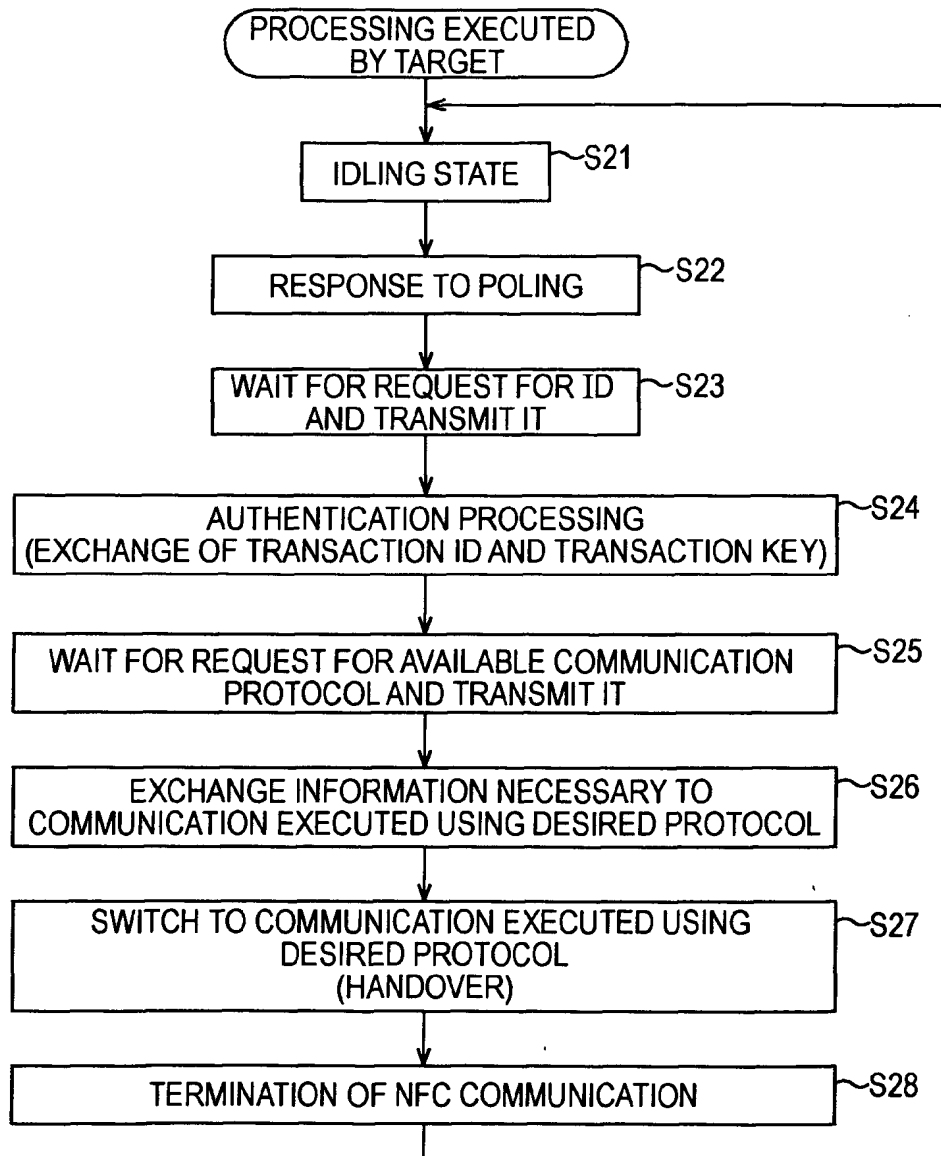 PROCESSING EXECUTED
BY TARGET
IDLING STATE
S21
RESPONSE TO POLING
S22
WAIT FOR REQUEST FOR ID
AND TRANSMIT IT
S23
AUTHENTICATION PROCESSING
(EXCHANGE OF TRANSACTION ID AND TRANSACTION KEY)
S24
WAIT FOR REQUEST FOR AVAILABLE COMMUNICATION
PROTOCOL AND TRANSMIT IT
S25
EXCHANGE INFORMATION NECESSARY TO
COMMUNICATION EXECUTED USING DESIRED PROTOCOL
S26
SWITCH TO COMMUNICATION EXECUTED USING
DESIRED PROTOCOL
(HANDOVER)
S27
TERMINATION OF NFC COMMUNICATION
S28